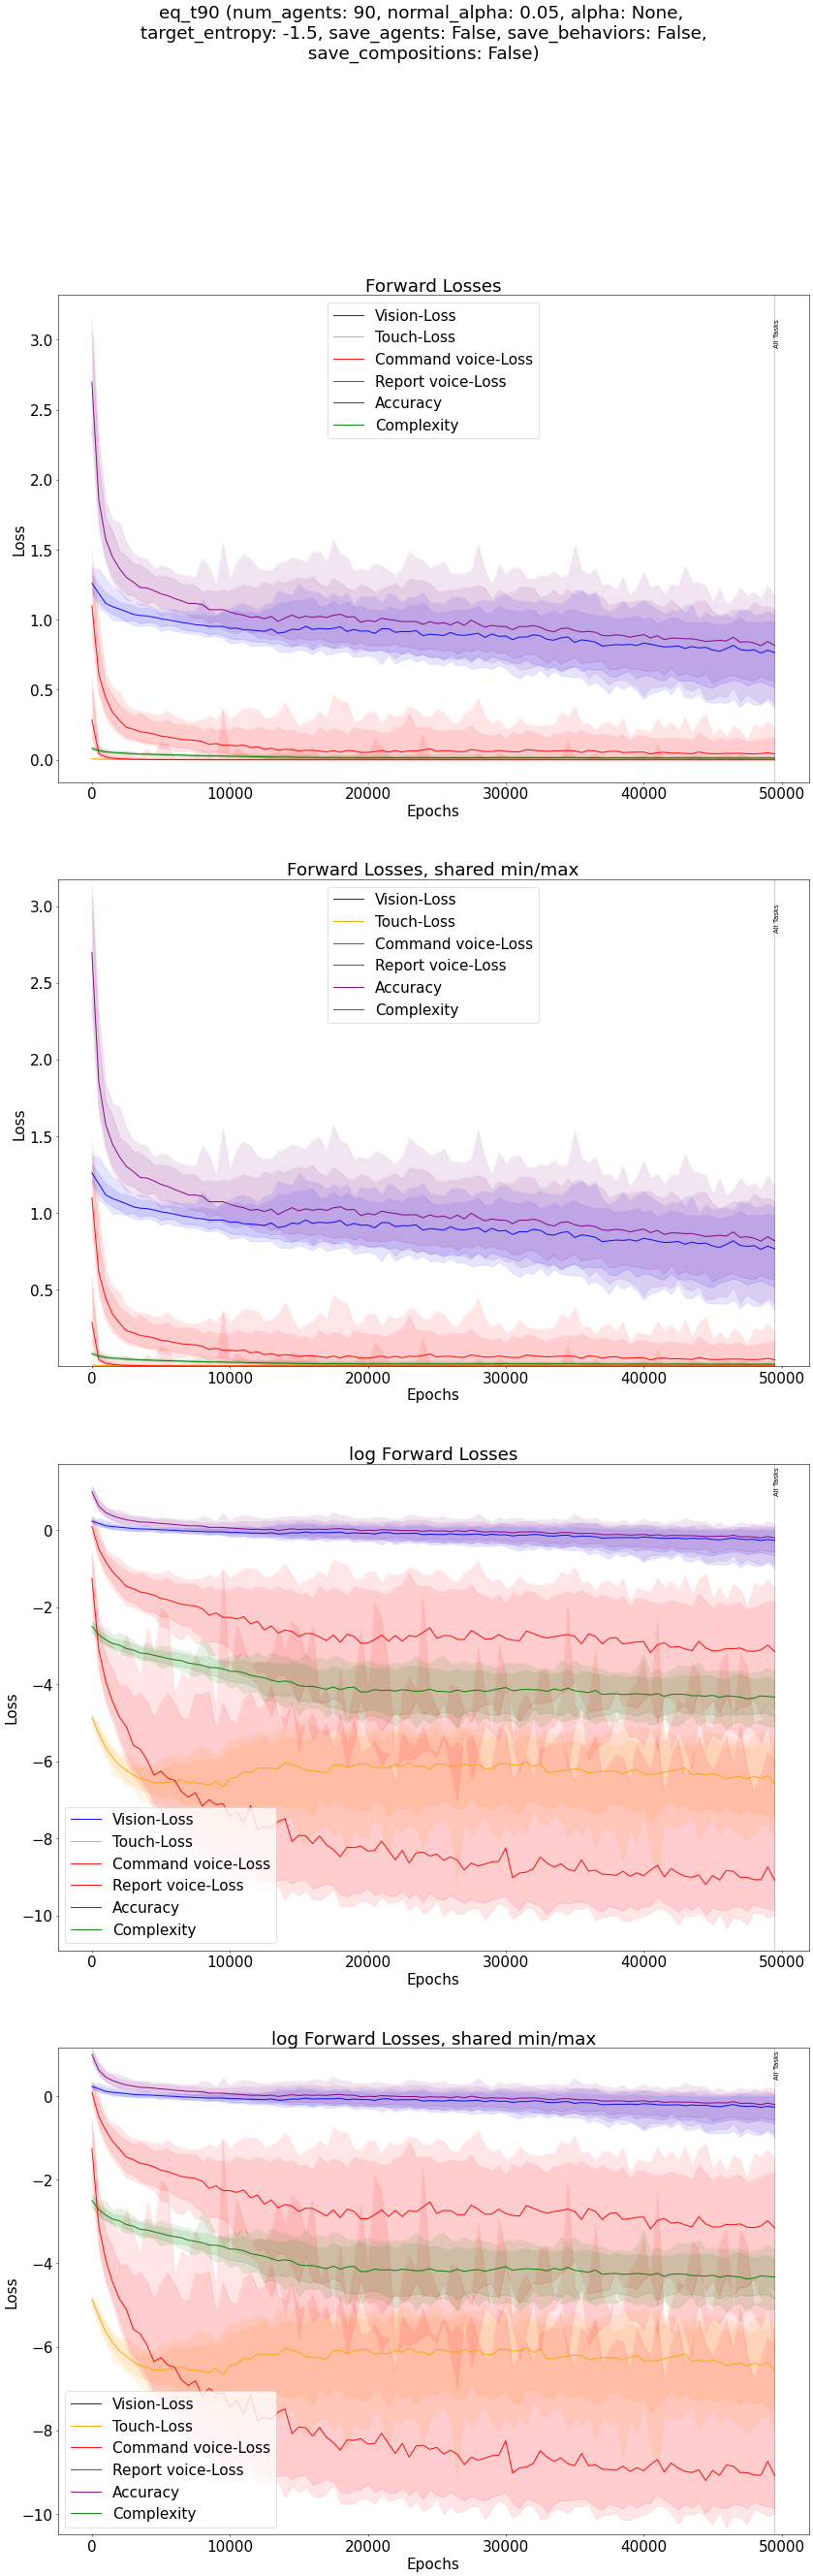 eq_t90 (num_agents: 90, normal_alpha: 0.05, alpha: None,
target_entropy: -1.5, save_agents: False, save_behaviors: False,
save_compositions: False)
Forward Losses
Vision-Loss
Touch-Loss
Command voice-Loss
Report voice-Loss
Accuracy
Complexity
All Tasks
Loss
3.0
2.5
2.0
1.5
1.0
0.5
0.0
0 10000 20000 30000 40000 50000
Epochs
Forward Losses, shared min/max
Vision-Loss
Touch-Loss
Command voice-Loss
Report voice-Loss
Accuracy
Complexity
All Tasks
Loss
3.0
2.5
2.0
1.5
1.0
0.5
0 10000 20000 30000 40000 50000
Epochs
log Forward Losses
All Tasks
Loss
0
−2
−4
−6
−8
−10
Vision-Loss
Touch-Loss
Command voice-Loss
Report voice-Loss
Accuracy
Complexity
0 10000 20000 30000 40000 50000
Epochs
log Forward Losses, shared min/max
All Tasks
Loss
0
−2
−4
−6
−8
−10
Vision-Loss
Touch-Loss
Command voice-Loss
Report voice-Loss
Accuracy
Complexity
0 10000 20000 30000 40000 50000
Epochs